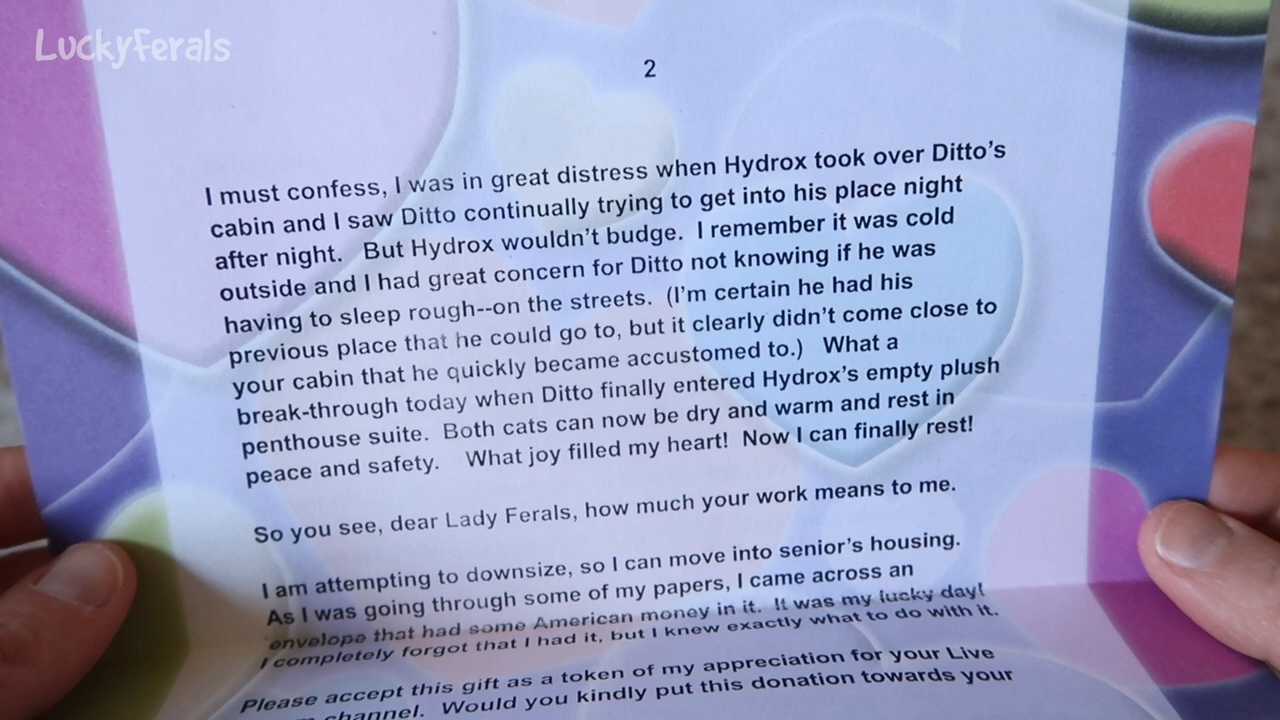 LuckyFerals
2
I must confess, I was in great distress when Hydrox took over Ditto's
cabin and I saw Ditto continually trying to get into his place night
after night. But Hydrox wouldn't budge. I remember it was cold
outside and I had great concern for Ditto not knowing if he was
having to sleep rough--on the streets. (I'm certain he had his
previous place that he could go to, but it clearly didn't come close to
your cabin that he quickly became accustomed to.) What a
break-through today when Ditto finally entered Hydrox's empty plush
penthouse suite. Both cats can now be dry and warm and rest in
peace and safety. What joy filled my heart! Now I can finally rest!
So you see, dear Lady Ferals, how much your work means to me.
I am attempting to downsize, so I can move into senior's housing.
As I was going through some of my papers, I came across an
envelope that had some American money in it. It was my lucky day!
I completely forgot that I had it, but I knew exactly what to do with it.
Please accept this gift as a token of my appreciation for your Live
channel. Would you kindly put this donation towards your